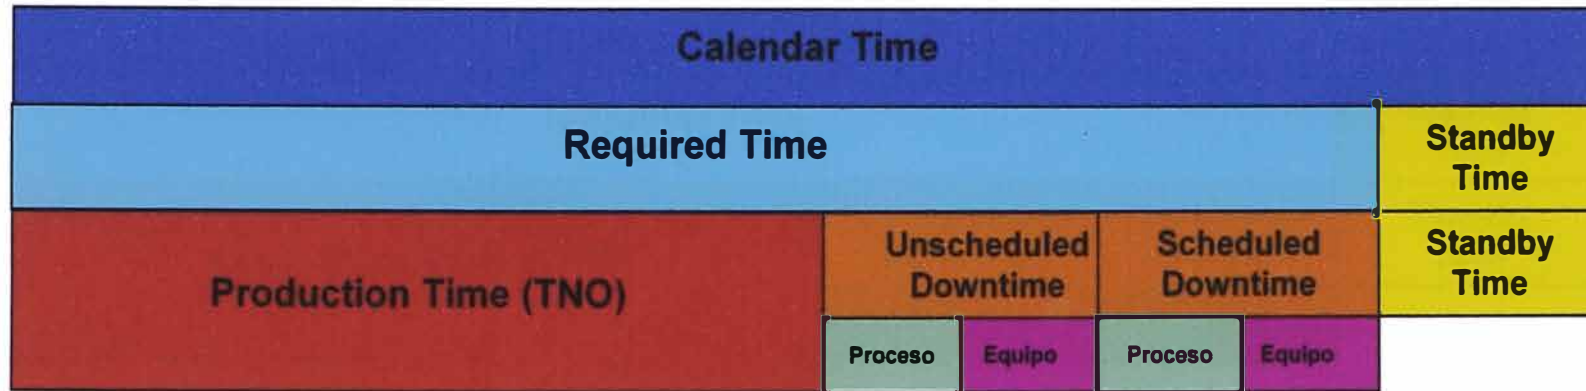 Calendar Time
Required Time
Standby
Time
Production Time (TNO)
Unscheduled
Downtime
Scheduled
Downtime
Standby
Time
Proceso
Equipo
Proceso
Equipo